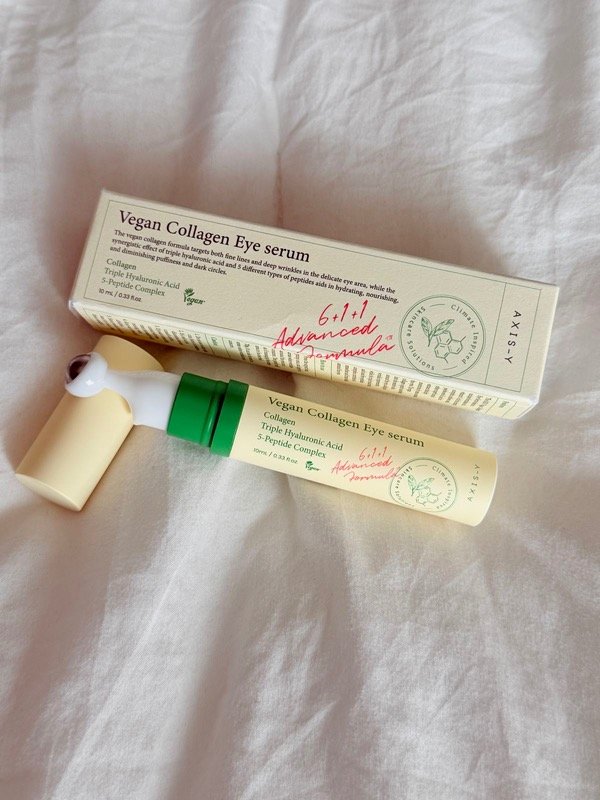 Vegan Collagen Eye serum
The vegan collagen formula targets both fine lines and deep wrinkles in the delicate eye area, while the
synergistic effect of triple hyaluronic acid and 5 different types of peptides aids in hydrating, nourishing,
and diminishing puffiness and dark circles.
Collagen
Triple Hyaluronic Acid
5-Peptide Complex
10 mL / 0.33 fl.oz.
Vegan
6+1+1
Advanced
Formula
Climate Inspired
Skincare Solutions
AXIS-Y
Vegan Collagen Eye serum
Collagen
Triple Hyaluronic Acid
5-Peptide Complex
10mL / 0.33 fl.oz.
Vegan
6+1+1
Advanced
Formula
Climate Inspired
Skincare
AXIS-Y